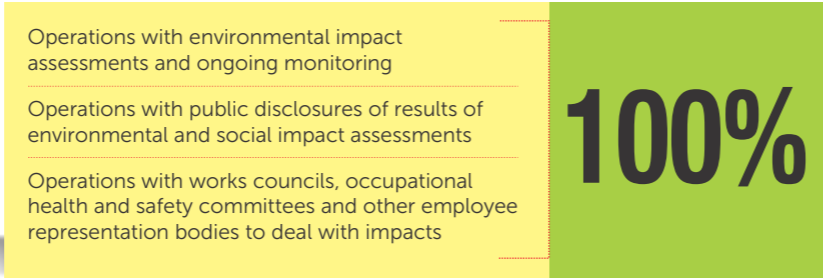 Operations with environmental impact
assessments and ongoing monitoring
Operations with public disclosures of results of
environmental and social impact assessments
Operations with works councils, occupational
health and safety committees and other employee
representation bodies to deal with impacts
100%